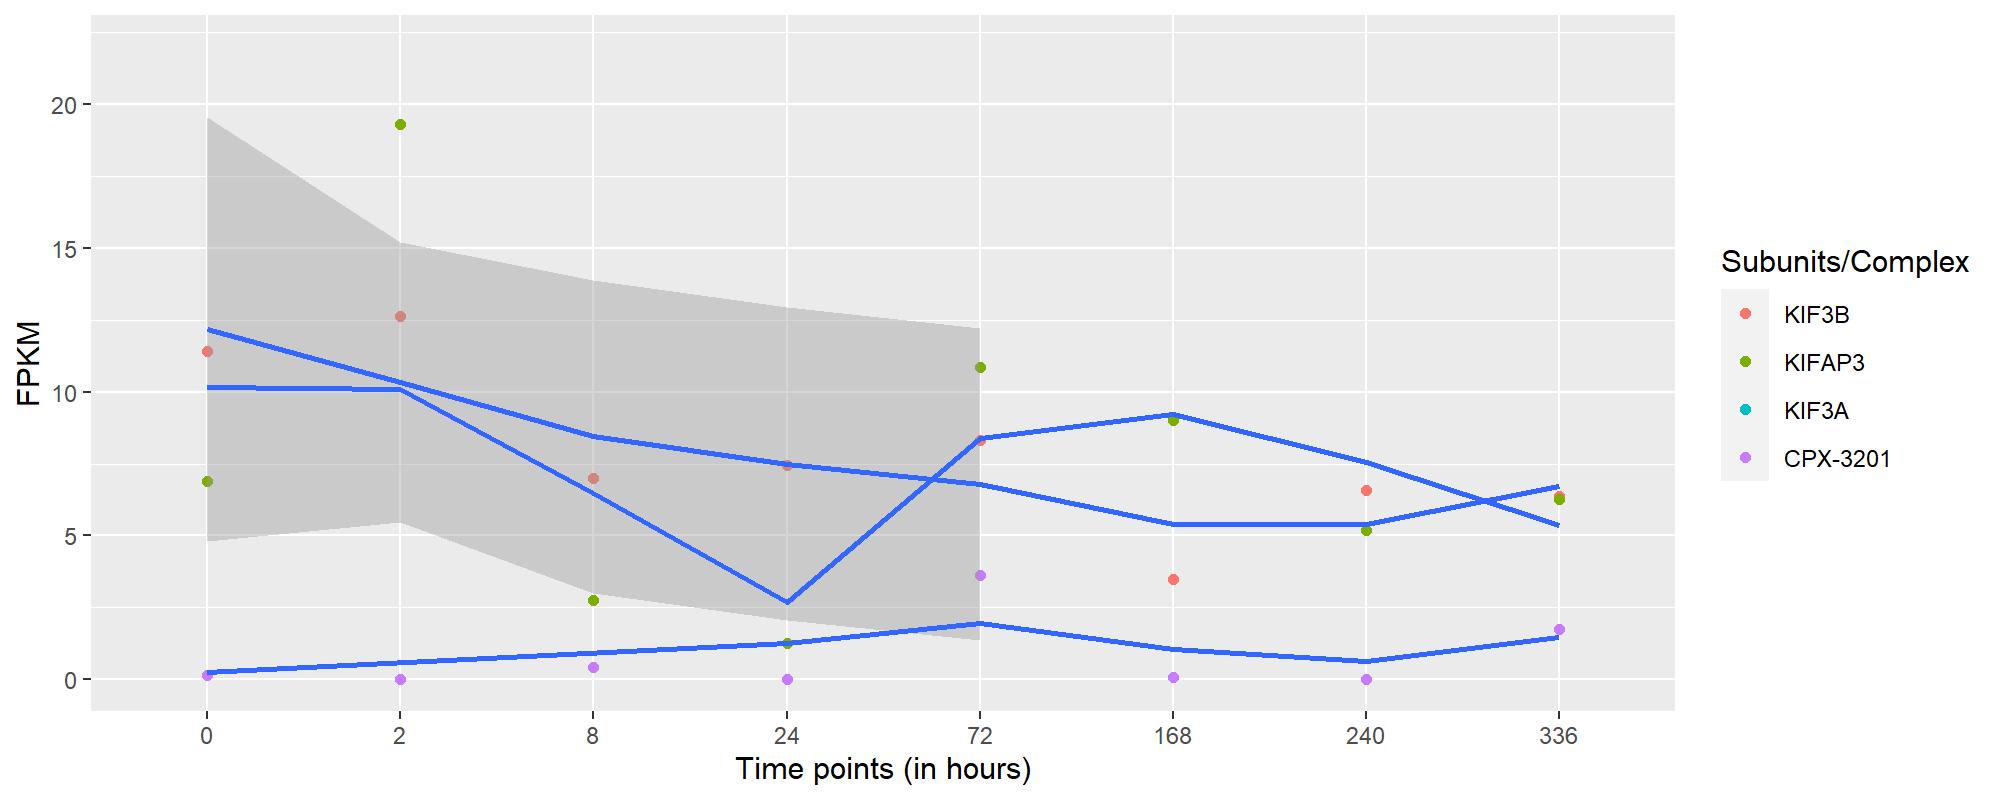 FPKM
20
15
10
5
0
0 2 8 24 72 168 240 336
Time points (in hours)
Subunits/Complex
KIF3B
KIFAP3
KIF3A
CPX-3201